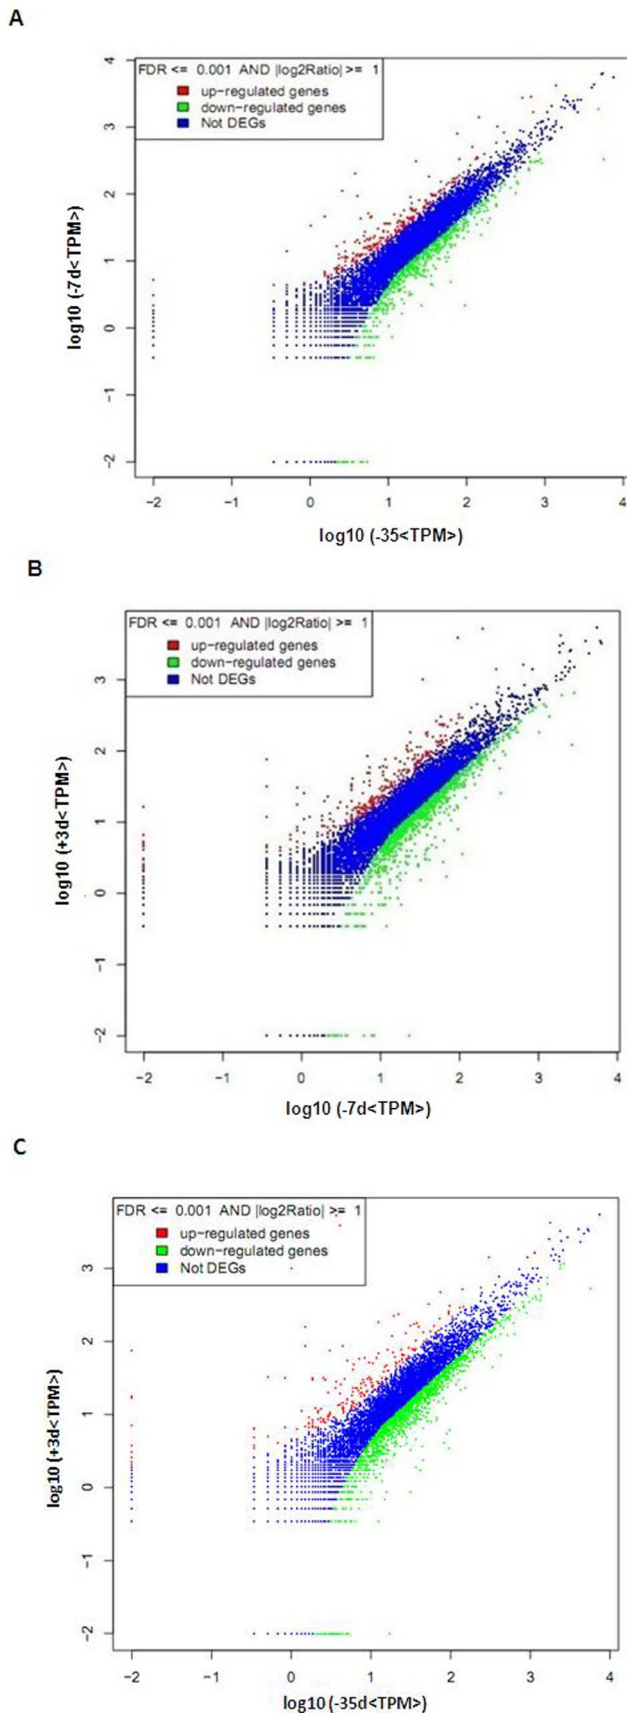 A
FDR <= 0.001 AND |log2Ratio| >= 1
up−regulated genes
down−regulated genes
Not DEGs
4
3
2
1
0
−1
−2
log10 (-7d<TPM>)
−2 −1 0 1 2 3 4
log10 (-35<TPM>)
B
FDR <= 0.001 AND |log2Ratio| >= 1
up−regulated genes
down−regulated genes
Not DEGs
3
2
1
0
−1
−2
log10 (+3d<TPM>)
−2 −1 0 1 2 3 4
log10 (-7d<TPM>)
C
FDR <= 0.001 AND |log2Ratio| >= 1
up−regulated genes
down−regulated genes
Not DEGs
3
2
1
0
−1
−2
log10 (+3d<TPM>)
−2 −1 0 1 2 3 4
log10 (-35d<TPM)